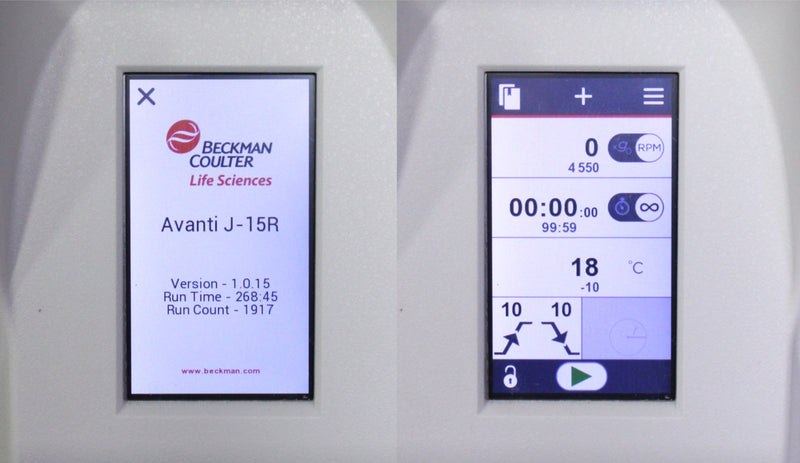 BECKMAN
COULTER
Life Sciences
Avanti J-15R
Version - 1.0.15
Run Time - 268:45
Run Count - 1917
www.beckman.com
0 xg RPM
4 550
00:00:00 ∞
99:59
18 °C
-10
10 10